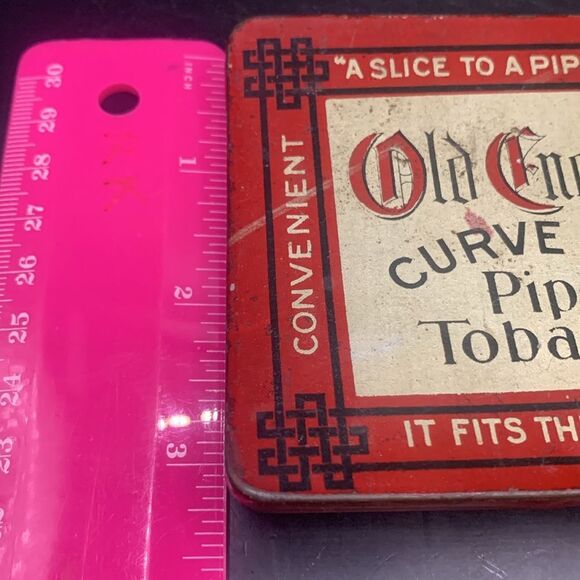 INCH
30
29
28
27
26
25
24
23
1
2
3
"A SLICE TO A PIP
CONVENIENT
Old En
CURVE
Pip
Toba
IT FITS TH